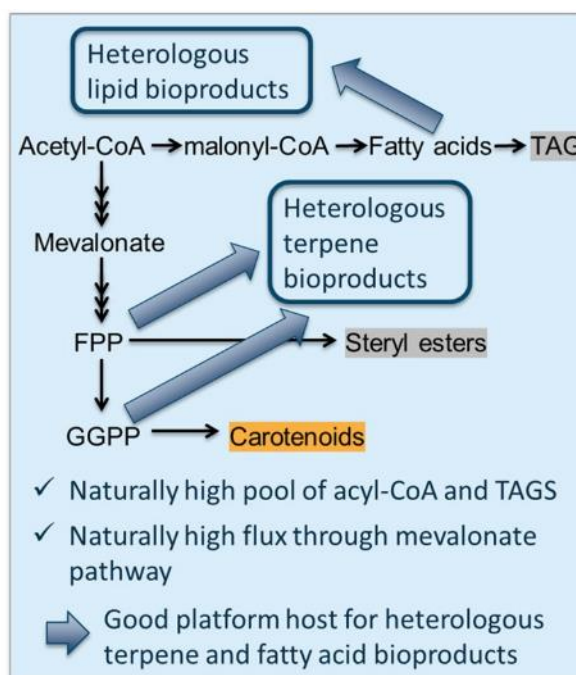 Heterologous
lipid bioproducts
Acetyl-CoA malonyl-CoA Fatty acids TAG
Heterologous
terpene
bioproducts
Mevalonate
FPP Steryl esters
GGPP Carotenoids
✓ Naturally high pool of acyl-CoA and TAGS
✓ Naturally high flux through mevalonate
pathway
Good platform host for heterologous
terpene and fatty acid bioproducts